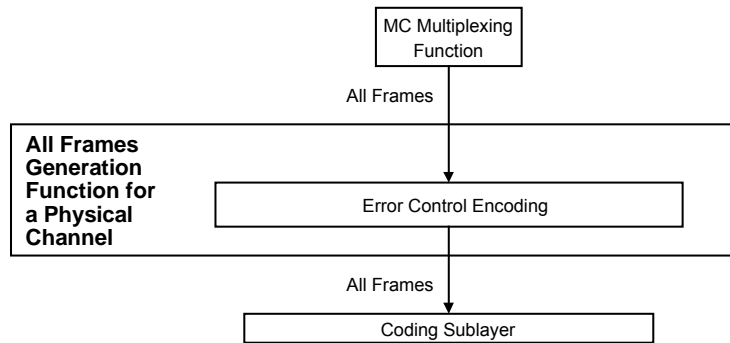 MC Multiplexing
Function
All Frames
All Frames
Generation
Function for
a Physical
Channel
Error Control Encoding
All Frames
Coding Sublayer